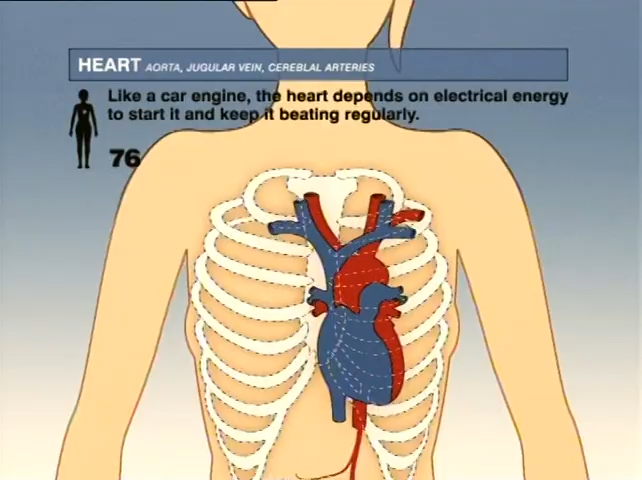 HEART AORTA, JUGULAR VEIN, CEREBLAL ARTERIES
Like a car engine, the heart depends on electrical energy
to start it and keep it beating regularly.
76